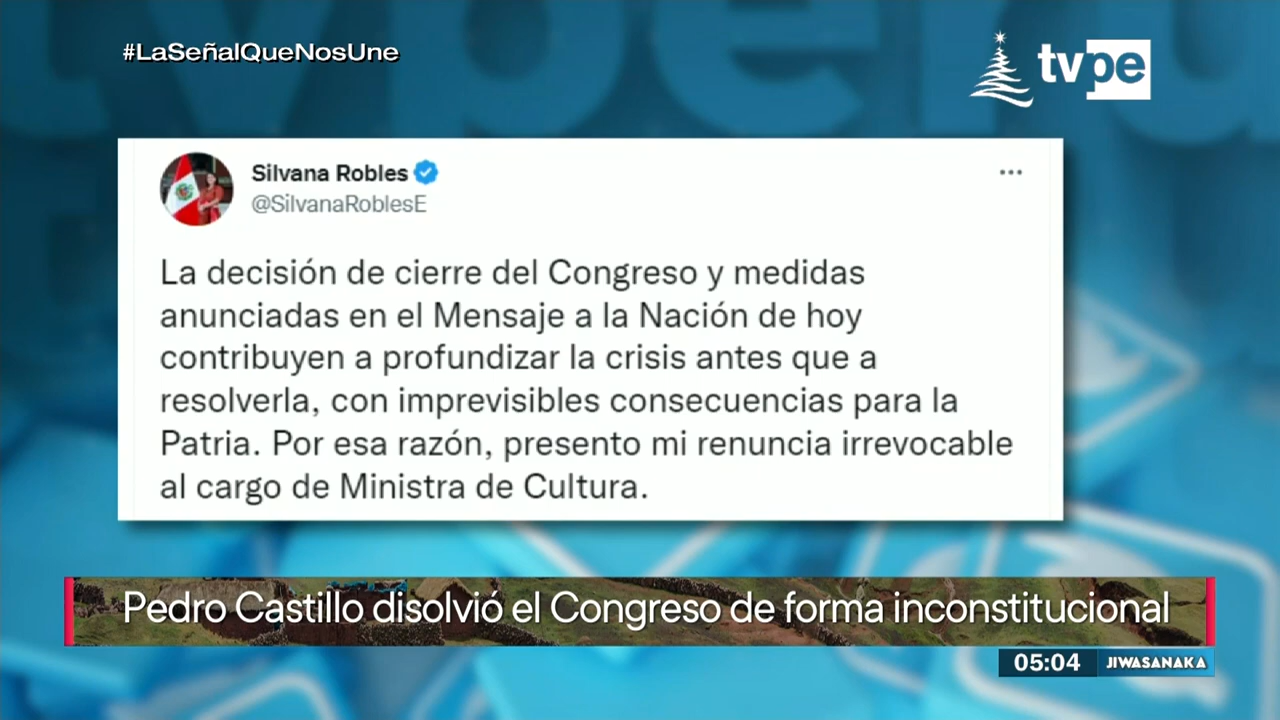 #LaSeñalQueNosUne
tvpe
Silvana Robles
@SilvanaRoblesE
La decisión de cierre del Congreso y medidas
anunciadas en el Mensaje a la Nación de hoy
contribuyen a profundizar la crisis antes que a
resolverla, con imprevisibles consecuencias para la
Patria. Por esa razón, presento mi renuncia irrevocable
al cargo de Ministra de Cultura.
Pedro Castillo disolvió el Congreso de forma inconstitucional
05:04 JIWASANAKA